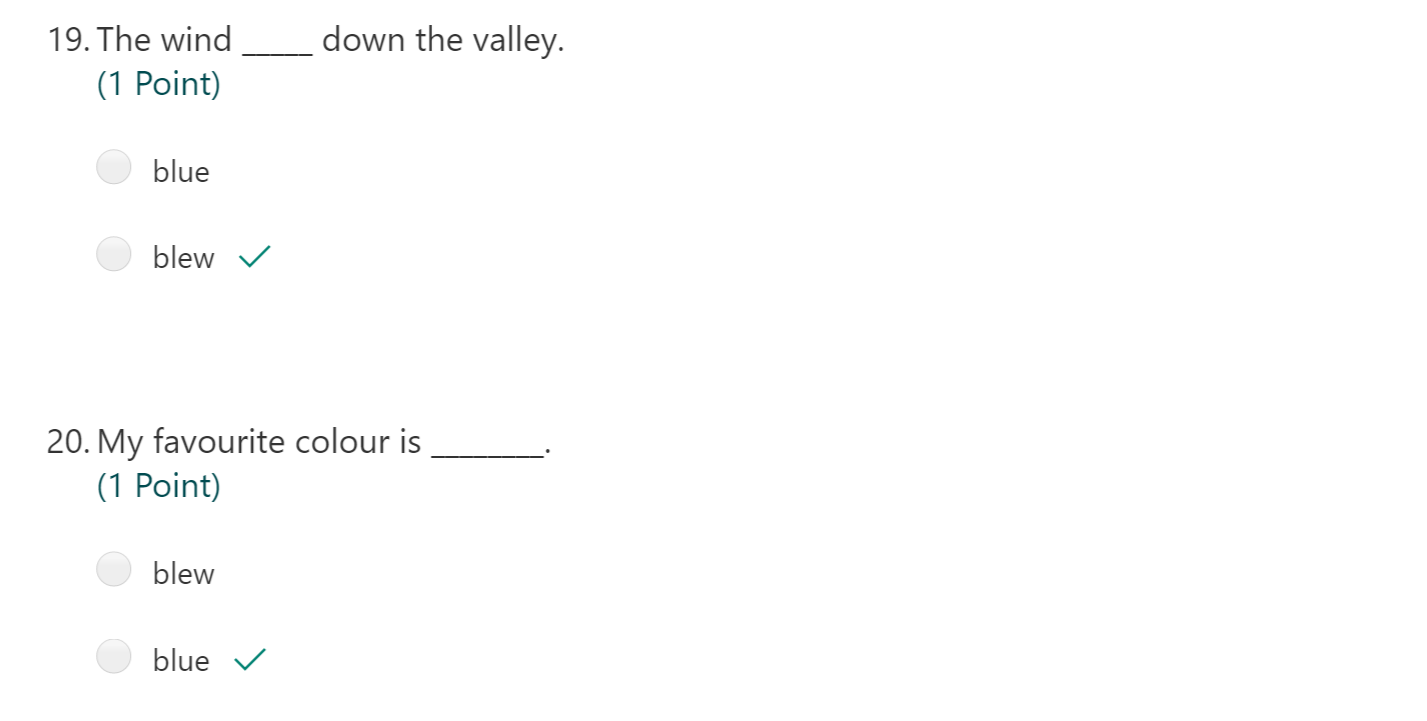 19. The wind _____ down the valley.
(1 Point)
blue
blew
20. My favourite colour is ________.
(1 Point)
blew
blue